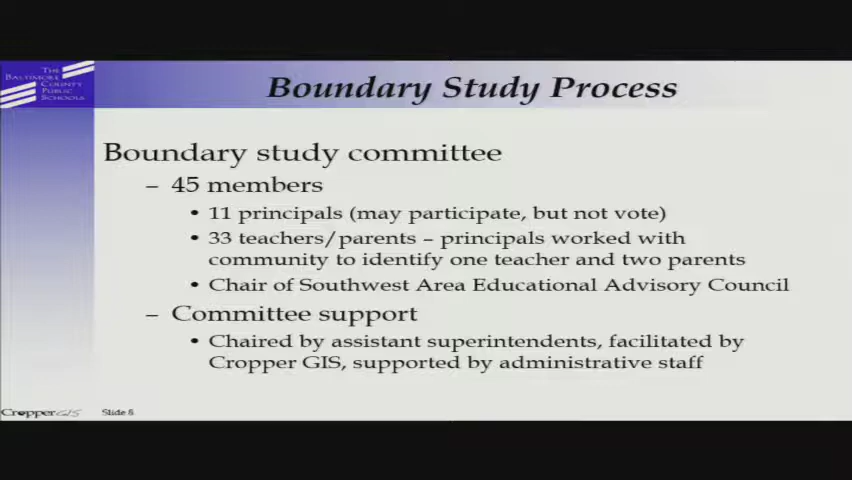 The
Baltimore
County
Public
Schools
Boundary Study Process
Boundary study committee
– 45 members
• 11 principals (may participate, but not vote)
• 33 teachers/parents – principals worked with
community to identify one teacher and two parents
• Chair of Southwest Area Educational Advisory Council
– Committee support
• Chaired by assistant superintendents, facilitated by
Cropper GIS, supported by administrative staff
Cropper GIS
Slide 8